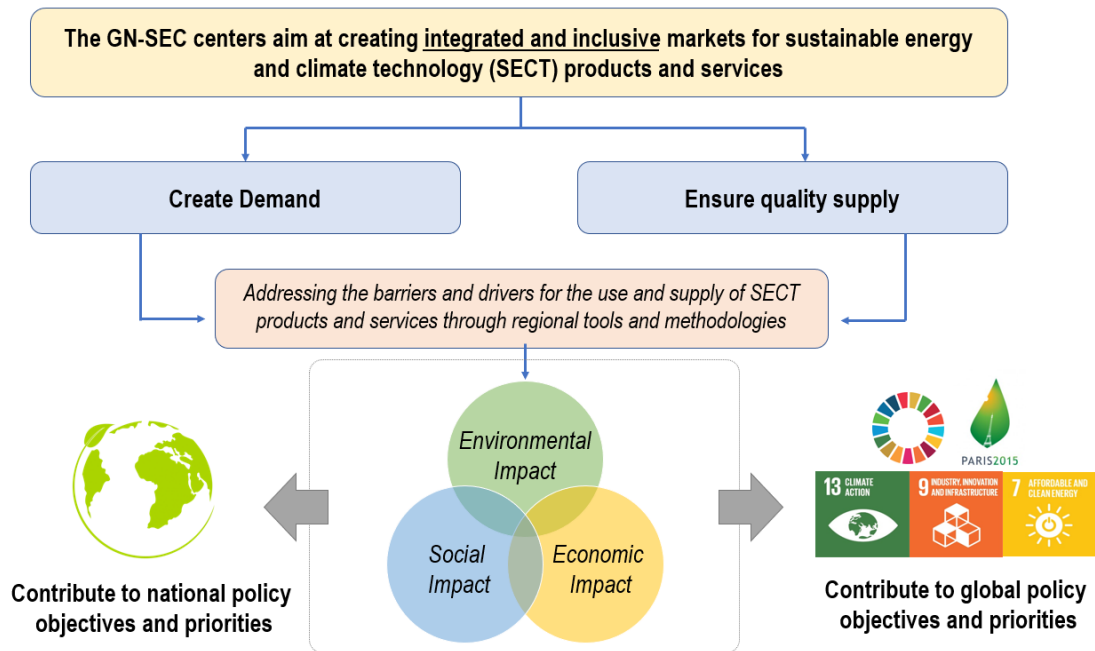 The GN-SEC centers aim at creating integrated and inclusive markets for sustainable energy
and climate technology (SECT) products and services
Create Demand
Ensure quality supply
Addressing the barriers and drivers for the use and supply of SECT
products and services through regional tools and methodologies
Environmental
Impact
Social
Impact
Economic
Impact
Contribute to national policy
objectives and priorities
PARIS2015
13 CLIMATE
ACTION
9 INDUSTRY, INNOVATION
AND INFRASTRUCTURE
7 AFFORDABLE AND
CLEAN ENERGY
Contribute to global policy
objectives and priorities